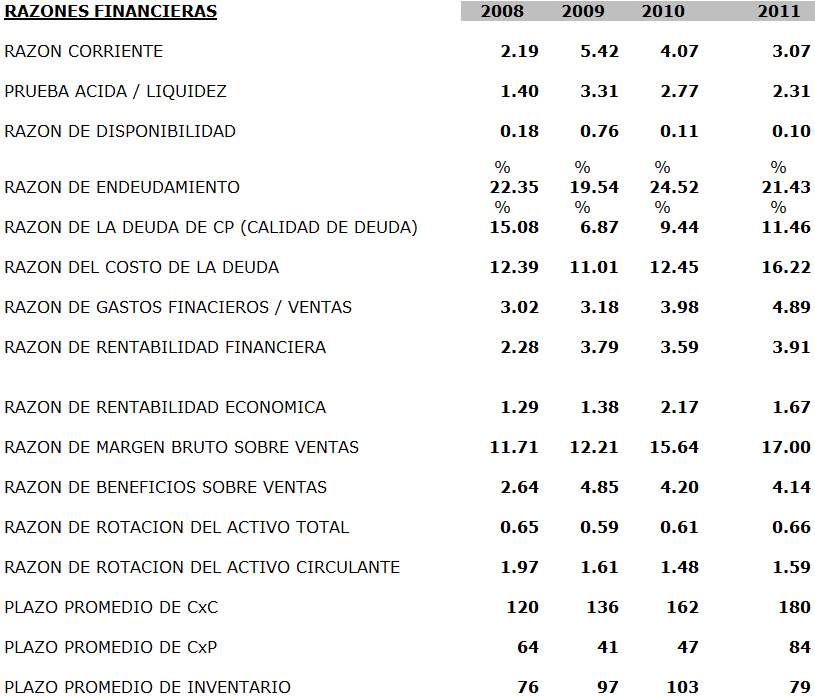 RAZONES FINANCIERAS 2008 2009 2010 2011
RAZON CORRIENTE 2.19 5.42 4.07 3.07
PRUEBA ACIDA / LIQUIDEZ 1.40 3.31 2.77 2.31
RAZON DE DISPONIBILIDAD 0.18 0.76 0.11 0.10
% % % %
RAZON DE ENDEUDAMIENTO 22.35 19.54 24.52 21.43
% % % %
RAZON DE LA DEUDA DE CP (CALIDAD DE DEUDA) 15.08 6.87 9.44 11.46
RAZON DEL COSTO DE LA DEUDA 12.39 11.01 12.45 16.22
RAZON DE GASTOS FINACIEROS / VENTAS 3.02 3.18 3.98 4.89
RAZON DE RENTABILIDAD FINANCIERA 2.28 3.79 3.59 3.91
RAZON DE RENTABILIDAD ECONOMICA 1.29 1.38 2.17 1.67
RAZON DE MARGEN BRUTO SOBRE VENTAS 11.71 12.21 15.64 17.00
RAZON DE BENEFICIOS SOBRE VENTAS 2.64 4.85 4.20 4.14
RAZON DE ROTACION DEL ACTIVO TOTAL 0.65 0.59 0.61 0.66
RAZON DE ROTACION DEL ACTIVO CIRCULANTE 1.97 1.61 1.48 1.59
PLAZO PROMEDIO DE CxC 120 136 162 180
PLAZO PROMEDIO DE CxP 64 41 47 84
PLAZO PROMEDIO DE INVENTARIO 76 97 103 79